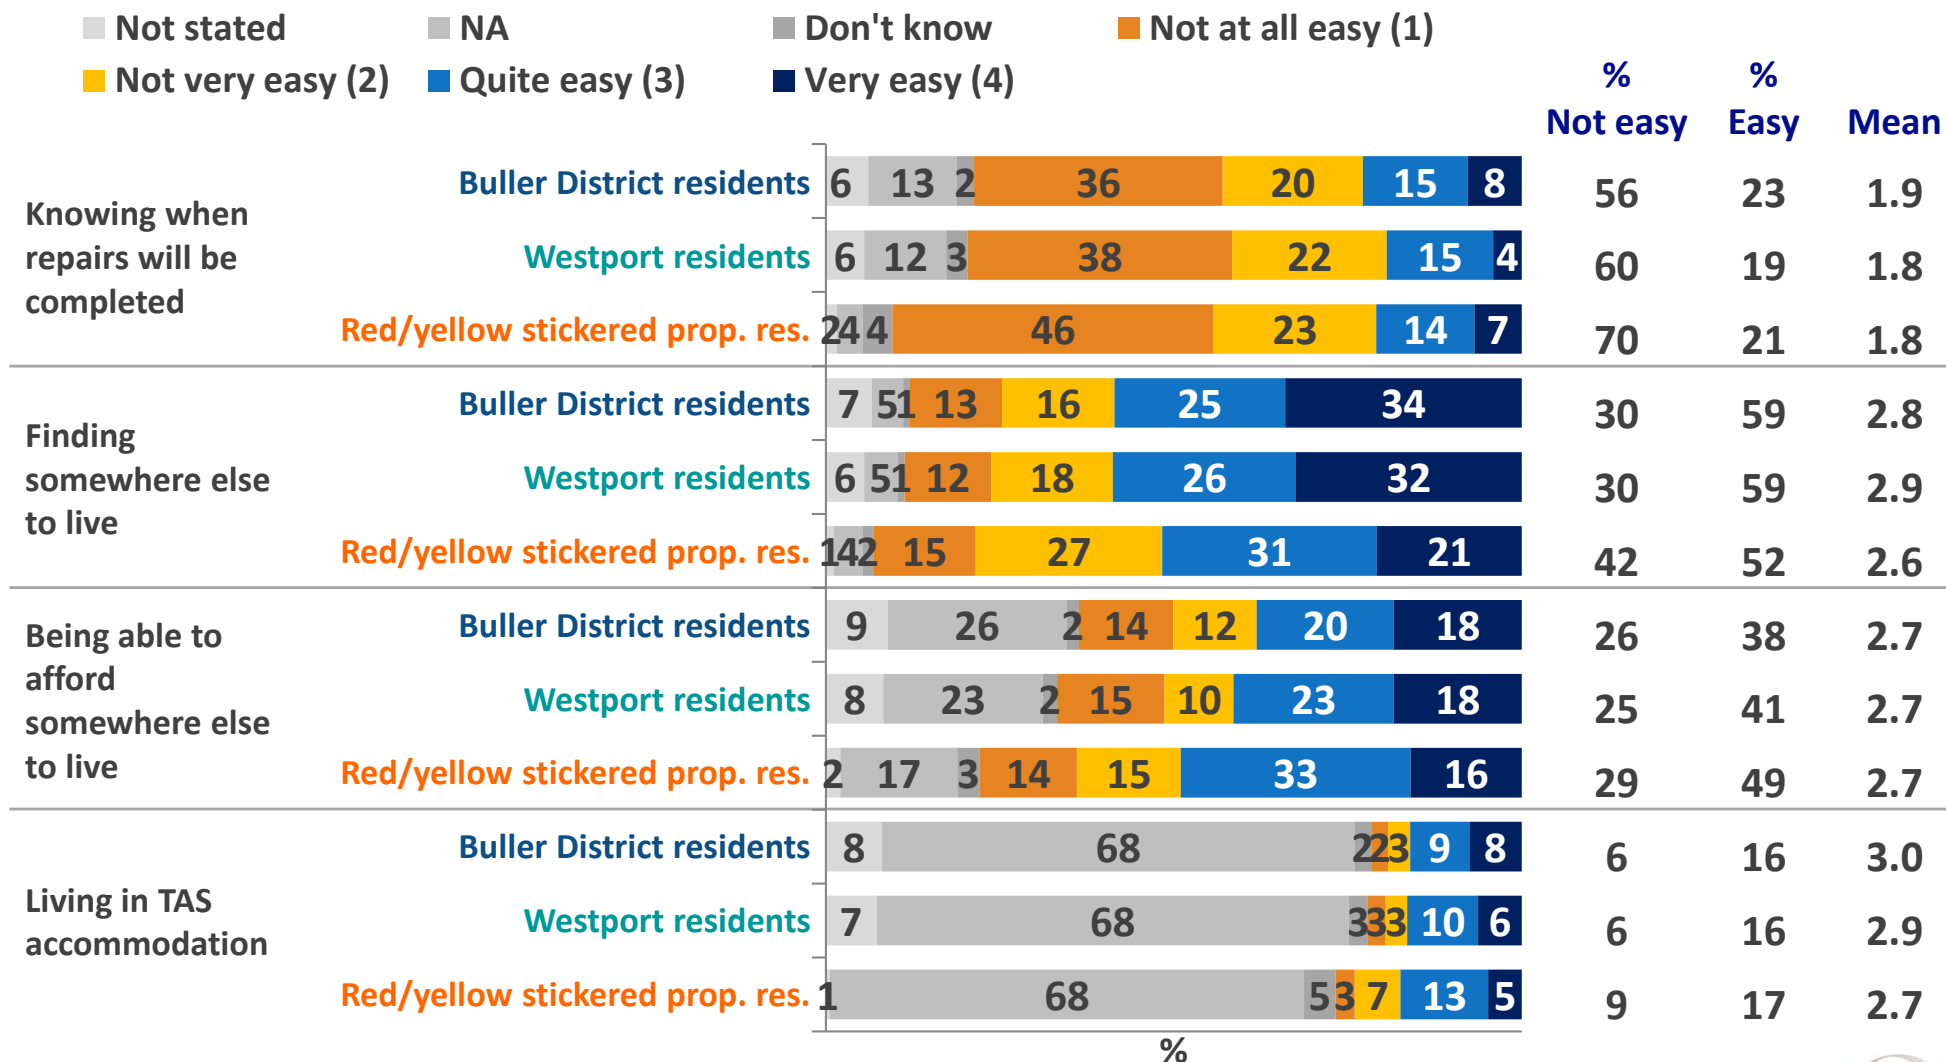 Not stated NA Don't know Not at all easy (1)
Not very easy (2) Quite easy (3) Very easy (4)
% %
Not easy Easy Mean
Knowing when
repairs will be
completed
Buller District residents 6 13 2 36 20 15 8 56 23 1.9
Westport residents 6 12 3 38 22 15 4 60 19 1.8
Red/yellow stickered prop. res. 2 4 4 46 23 14 7 70 21 1.8
Finding
somewhere else
to live
Buller District residents 7 5 1 13 16 25 34 30 59 2.8
Westport residents 6 5 1 12 18 26 32 30 59 2.9
Red/yellow stickered prop. res. 1 4 2 15 27 31 21 42 52 2.6
Being able to
afford
somewhere else
to live
Buller District residents 9 26 2 14 12 20 18 26 38 2.7
Westport residents 8 23 2 15 10 23 18 25 41 2.7
Red/yellow stickered prop. res. 2 17 3 14 15 33 16 29 49 2.7
Living in TAS
accommodation
Buller District residents 8 68 2 2 3 9 8 6 16 3.0
Westport residents 7 68 3 3 3 10 6 6 16 2.9
Red/yellow stickered prop. res. 1 68 5 3 7 13 5 9 17 2.7
%